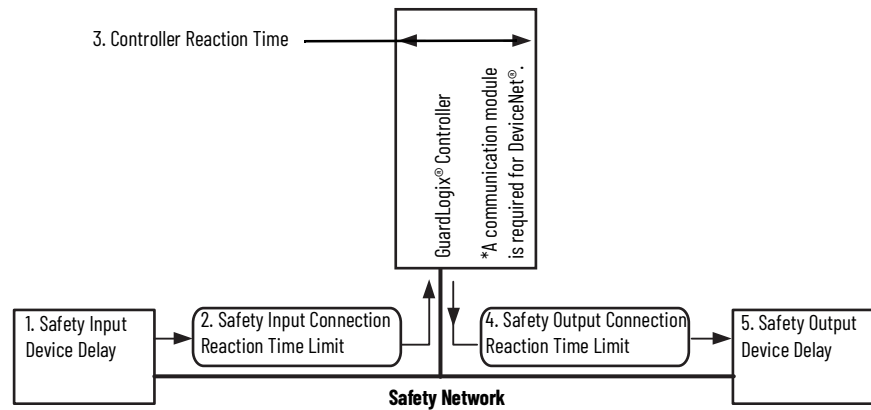 3. Controller Reaction Time
GuardLogix® Controller
*A communication module
is required for DeviceNet®.
1. Safety Input
Device Delay
2. Safety Input Connection
Reaction Time Limit
4. Safety Output Connection
Reaction Time Limit
5. Safety Output
Device Delay
Safety Network